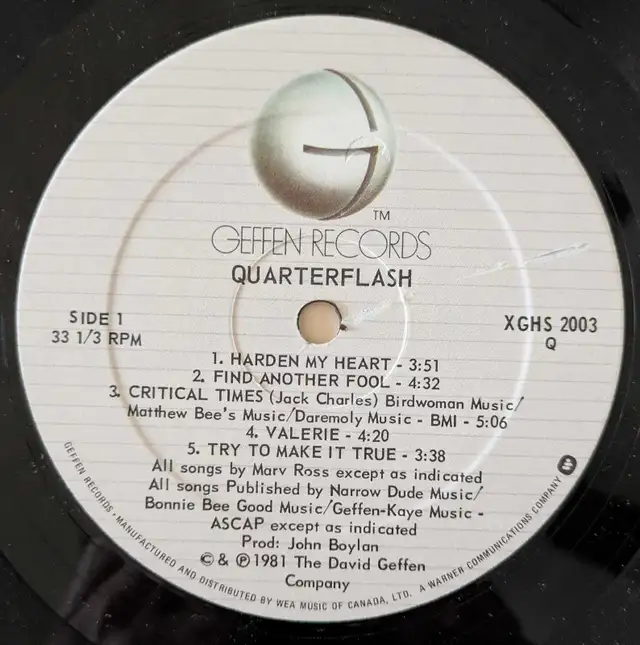 TM
GEFFEN RECORDS
QUARTERFLASH
SIDE 1
33 1/3 RPM
XGHS 2003
Q
1. HARDEN MY HEART - 3:51
2. FIND ANOTHER FOOL - 4:32
3. CRITICAL TIMES (Jack Charles) Birdwoman Music/
Matthew Bee's Music/Daremoly Music - BMI - 5:06
4. VALERIE - 4:20
5. TRY TO MAKE IT TRUE - 3:38
All songs by Marv Ross except as indicated
All songs Published by Narrow Dude Music/
Bonnie Bee Good Music/Geffen-Kaye Music -
ASCAP except as indicated
Prod: John Boylan
© & ℗ 1981 The David Geffen
Company
GEFFEN RECORDS • MANUFACTURED AND DISTRIBUTED BY WEA MUSIC OF CANADA, LTD. A WARNER COMMUNICATIONS COMPANY